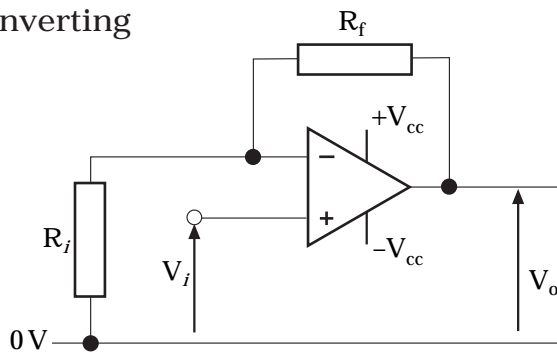 nverting
R_f
+V_cc
−
+
R_i
V_i
−V_cc
V_o
0 V